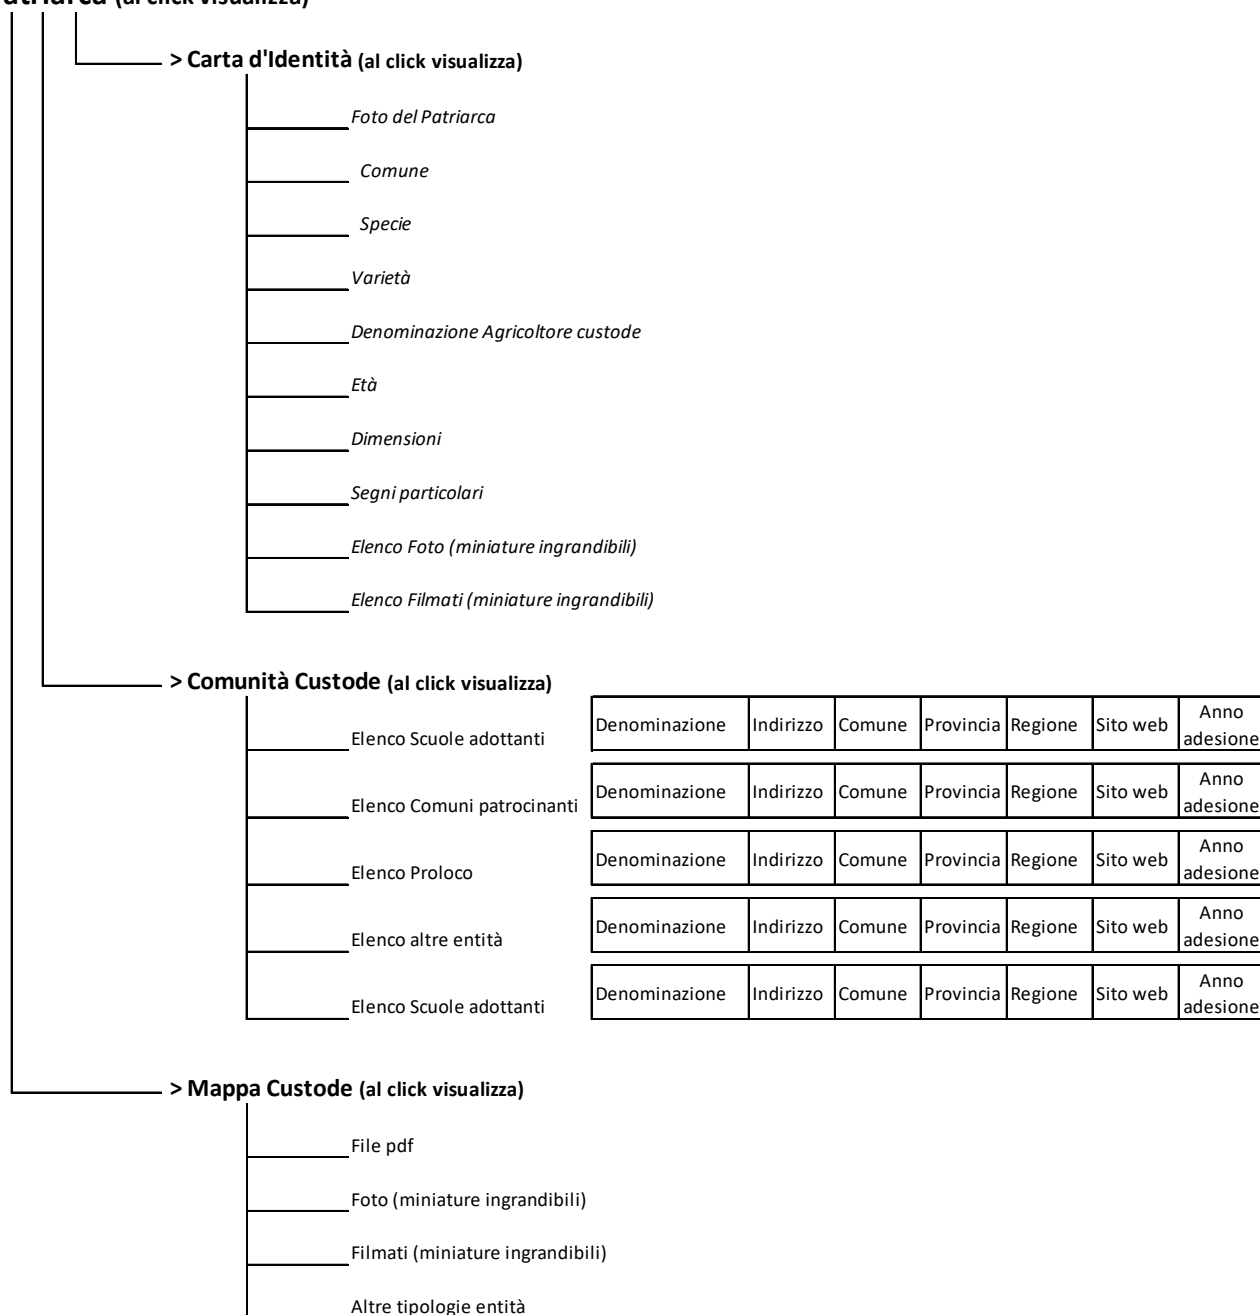 (al click visualizza)
> Carta d'Identità (al click visualizza)
Foto del Patriarca
Comune
Specie
Varietà
Denominazione Agricoltore custode
Età
Dimensioni
Segni particolari
Elenco Foto (miniature ingrandibili)
Elenco Filmati (miniature ingrandibili)
> Comunità Custode (al click visualizza)
Elenco Scuole adottanti Denominazione Indirizzo Comune Provincia Regione Sito web Anno adesione
Elenco Comuni patrocinanti Denominazione Indirizzo Comune Provincia Regione Sito web Anno adesione
Elenco Proloco Denominazione Indirizzo Comune Provincia Regione Sito web Anno adesione
Elenco altre entità Denominazione Indirizzo Comune Provincia Regione Sito web Anno adesione
Elenco Scuole adottanti Denominazione Indirizzo Comune Provincia Regione Sito web Anno adesione
> Mappa Custode (al click visualizza)
File pdf
Foto (miniature ingrandibili)
Filmati (miniature ingrandibili)
Altre tipologie entità